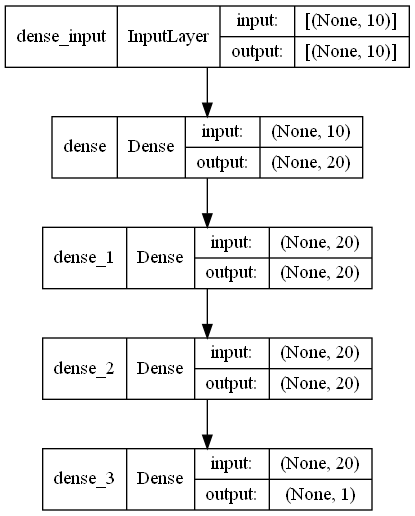 dense_input InputLayer input: [(None, 10)]
output: [(None, 10)]
dense Dense input: (None, 10)
output: (None, 20)
dense_1 Dense input: (None, 20)
output: (None, 20)
dense_2 Dense input: (None, 20)
output: (None, 20)
dense_3 Dense input: (None, 20)
output: (None, 1)